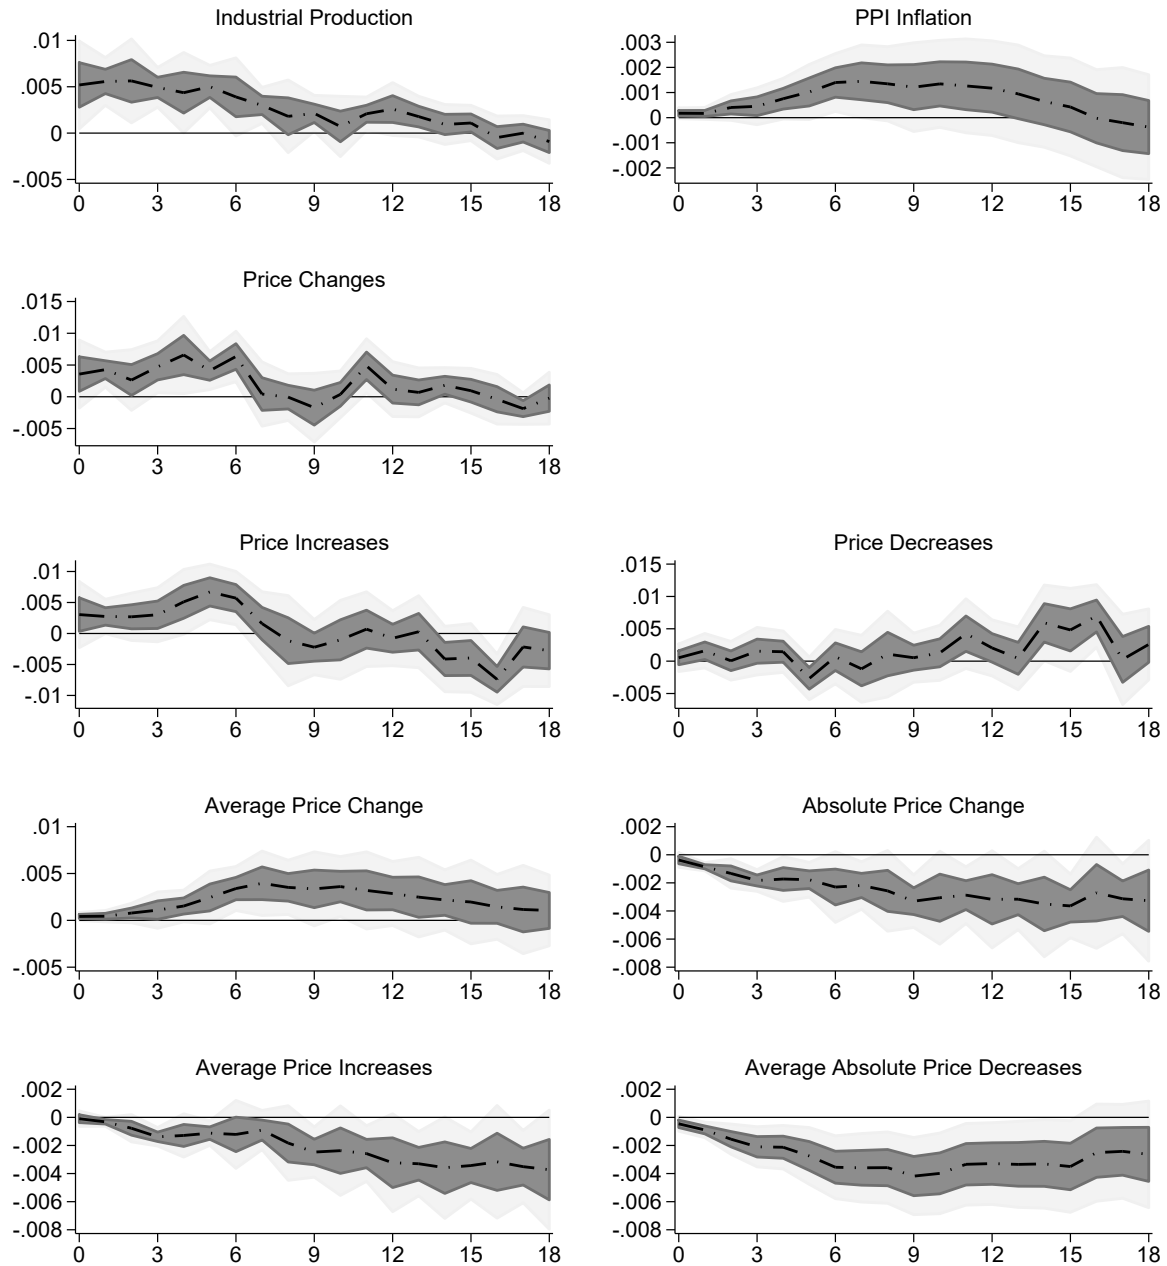 Industrial Production
.01
.005
0
-.005
0 3 6 9 12 15 18
PPI Inflation
.003
.002
.001
0
-.001
-.002
0 3 6 9 12 15 18
Price Changes
.015
.01
.005
0
-.005
0 3 6 9 12 15 18
Price Increases
.01
.005
0
-.005
-.01
0 3 6 9 12 15 18
Price Decreases
.015
.01
.005
0
-.005
0 3 6 9 12 15 18
Average Price Change
.01
.005
0
-.005
0 3 6 9 12 15 18
Absolute Price Change
.002
0
-.002
-.004
-.006
-.008
0 3 6 9 12 15 18
Average Price Increases
.002
0
-.002
-.004
-.006
-.008
0 3 6 9 12 15 18
Average Absolute Price Decreases
.002
0
-.002
-.004
-.006
-.008
0 3 6 9 12 15 18